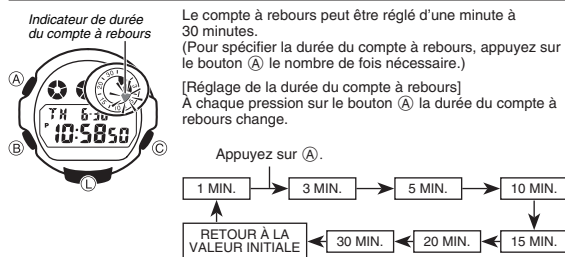 Indicateur de durée
du compte à rebours
Ⓐ
Ⓑ
Ⓒ
Ⓛ
TH 6-30
P 10:58 50
Le compte à rebours peut être réglé d'une minute à
30 minutes.
(Pour spécifier la durée du compte à rebours, appuyez sur
le bouton Ⓐ le nombre de fois nécessaire.)
[Réglage de la durée du compte à rebours]
À chaque pression sur le bouton Ⓐ la durée du compte à
rebours change.
Appuyez sur Ⓐ.
1 MIN.
3 MIN.
5 MIN.
10 MIN.
15 MIN.
20 MIN.
30 MIN.
RETOUR À LA
VALEUR INITIALE